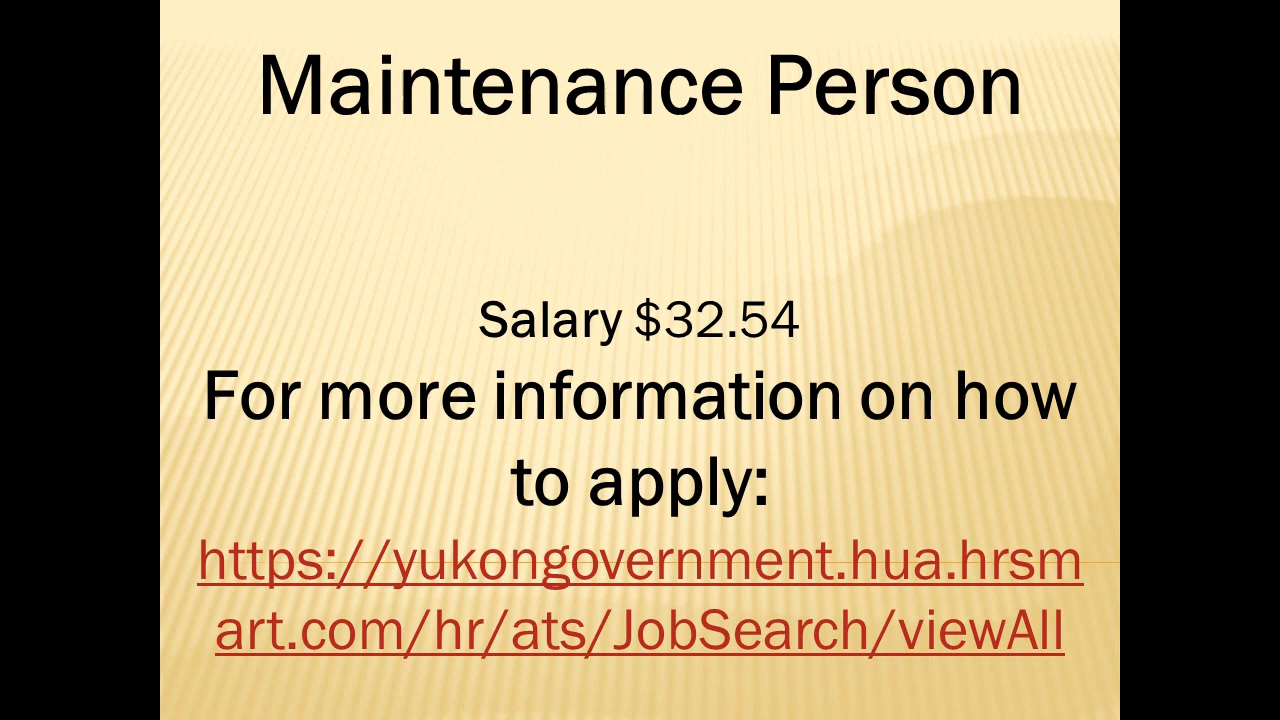 Maintenance Person
Salary $32.54
For more information on how
to apply:
https://yukongovernment.hua.hrsm
art.com/hr/ats/JobSearch/viewAll